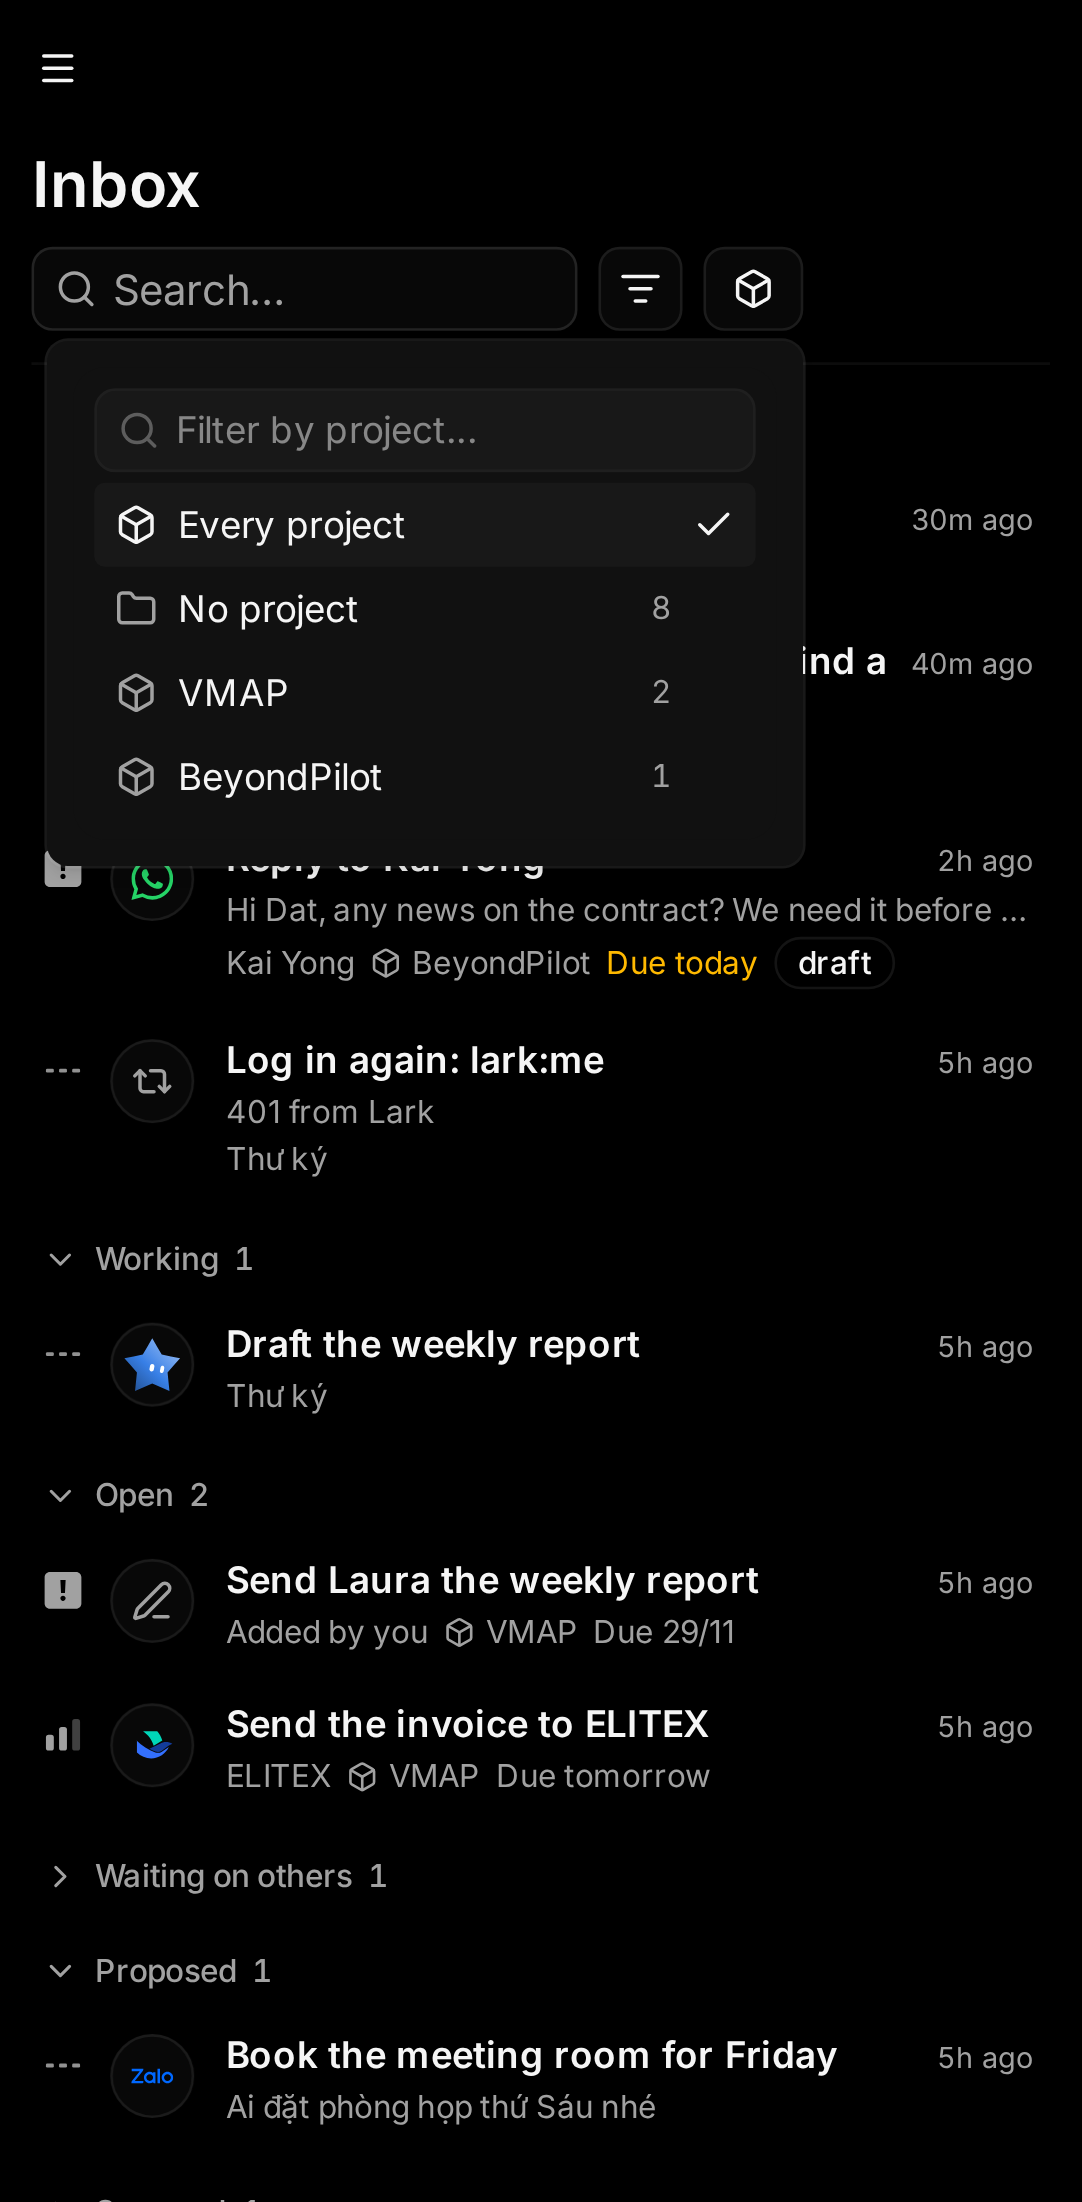 Inbox
Search...
Filter by project...
Every project
30m ago
No project 8
ind a 40m ago
VMAP 2
BeyondPilot 1
Reply to Kai Yong 2h ago
Hi Dat, any news on the contract? We need it before ...
Kai Yong BeyondPilot Due today draft
Log in again: lark:me 5h ago
401 from Lark
Thư ký
Working 1
Draft the weekly report 5h ago
Thư ký
Open 2
Send Laura the weekly report 5h ago
Added by you VMAP Due 29/11
Send the invoice to ELITEX 5h ago
ELITEX VMAP Due tomorrow
Waiting on others 1
Proposed 1
Zalo Book the meeting room for Friday 5h ago
Ai đặt phòng họp thứ Sáu nhé